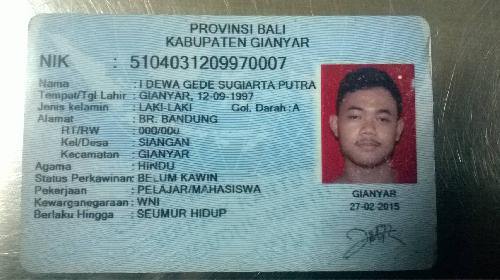 PROVINSI BALI
KABUPATEN GIANYAR
NIK : 5104031209970007
Nama : I DEWA GEDE SUGIARTA PUTRA
Tempat/Tgl Lahir : GIANYAR, 12-09-1997
Jenis kelamin : LAKI-LAKI Gol. Darah : A
Alamat : BR. BANDUNG
RT/RW : 000/000
Kel/Desa : SIANGAN
Kecamatan : GIANYAR
Agama : HINDU
Status Perkawinan: BELUM KAWIN
Pekerjaan : PELAJAR/MAHASISWA
Kewarganegaraan: WNI
Berlaku Hingga : SEUMUR HIDUP
GIANYAR
27-02-2015